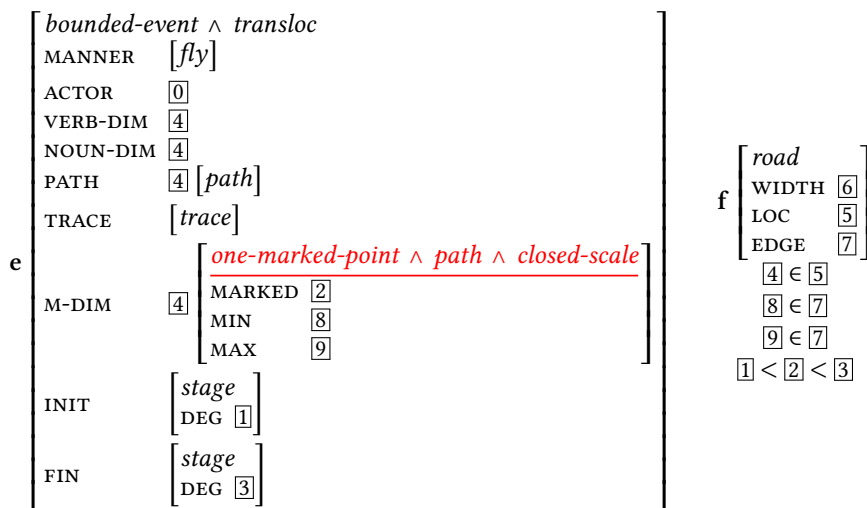 bounded-event ∧ transloc
MANNER [fly]
ACTOR 0
VERB-DIM 4
NOUN-DIM 4
PATH 4 [path]
TRACE [trace]
e
one-marked-point ∧ path ∧ closed-scale
M-DIM 4
MARKED 2
MIN 8
MAX 9
INIT
stage
DEG 1
FIN
stage
DEG 3
f
road
WIDTH 6
LOC 5
EDGE 7
4 ∈ 5
8 ∈ 7
9 ∈ 7
1 < 2 < 3